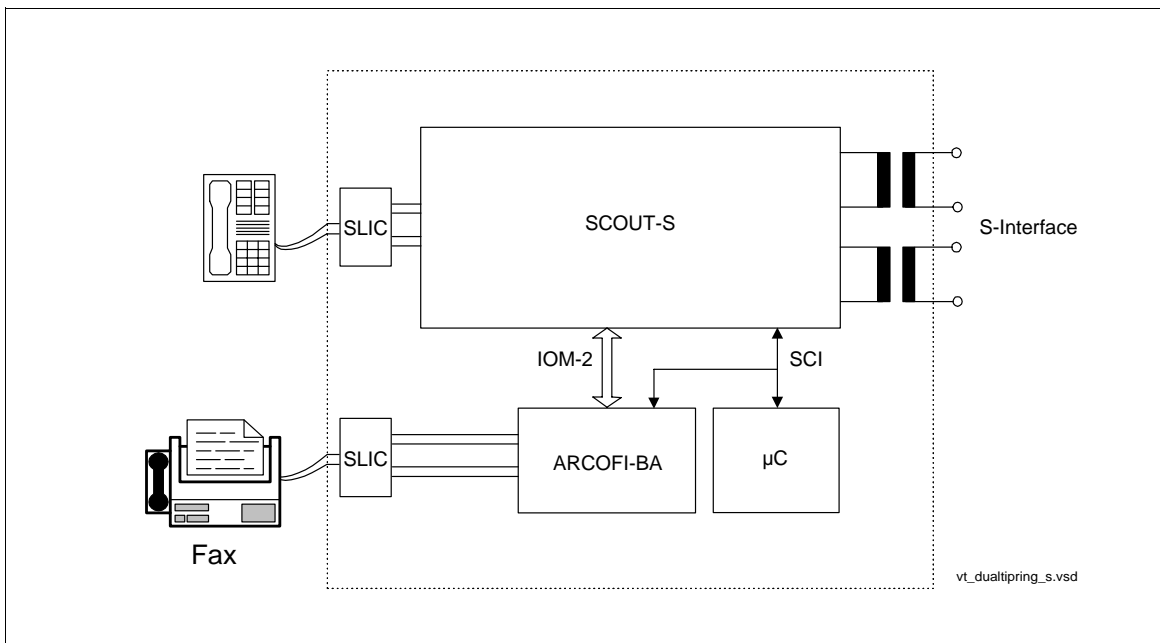 SLIC
SCOUT-S
S-Interface
IOM-2
SCI
SLIC
ARCOFI-BA
µC
Fax
vt_dualtipring_s.vsd